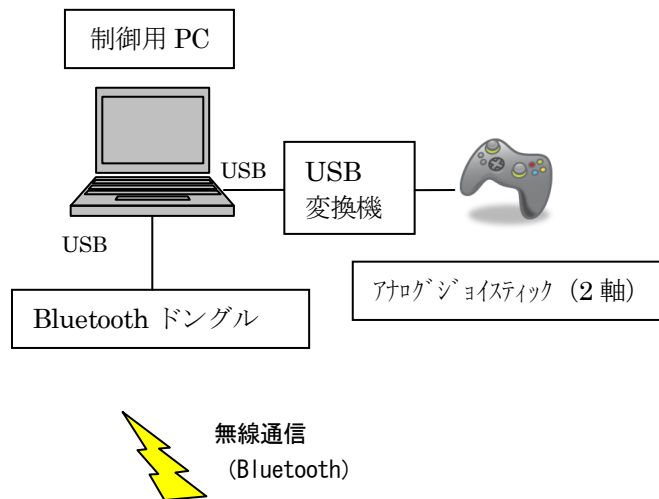 制御用 PC
USB
USB
変換機
USB
ｱﾅﾛｸﾞｼﾞｮｲｽﾃｨｯｸ（2 軸）
Bluetooth ドングル
無線通信
（Bluetooth）